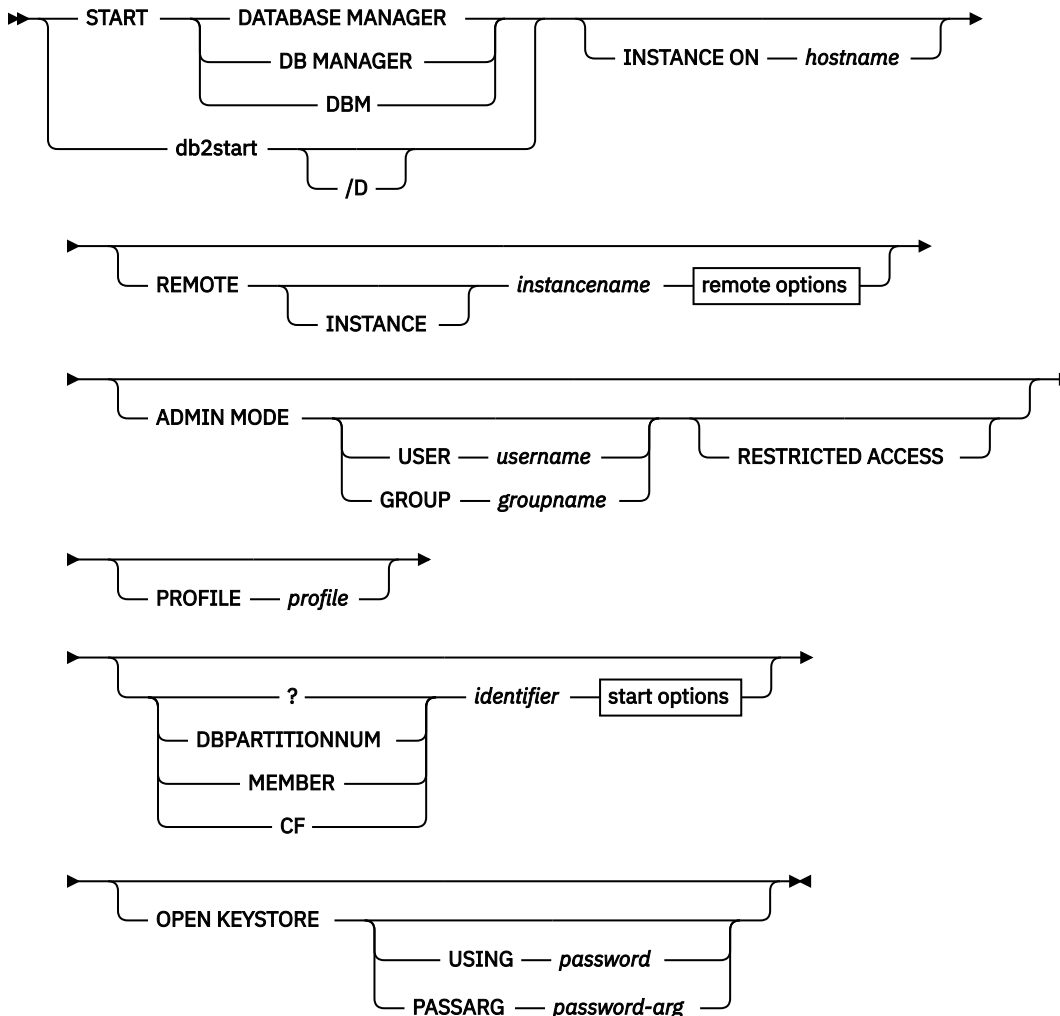 START DATABASE MANAGER
DB MANAGER
DBM
INSTANCE ON hostname
db2start
/D
REMOTE instancename remote options
INSTANCE
ADMIN MODE
USER username
GROUP groupname
RESTRICTED ACCESS
PROFILE profile
? identifier start options
DBPARTITIONNUM
MEMBER
CF
OPEN KEYSTORE
USING password
PASSARG password-arg